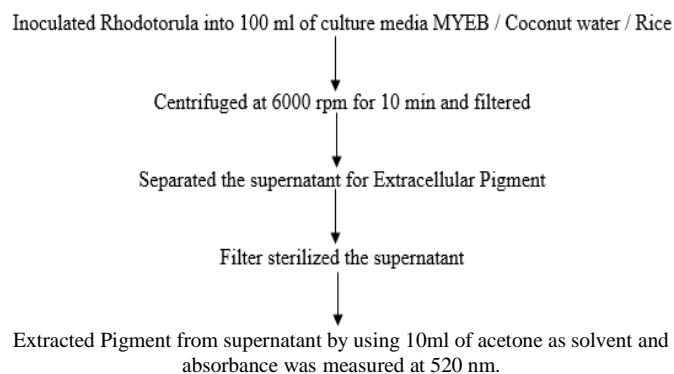 Inoculated Rhodotorula into 100 ml of culture media MYEB / Coconut water / Rice
Centrifuged at 6000 rpm for 10 min and filtered
Separated the supernatant for Extracellular Pigment
Filter sterilized the supernatant
Extracted Pigment from supernatant by using 10ml of acetone as solvent and
absorbance was measured at 520 nm.